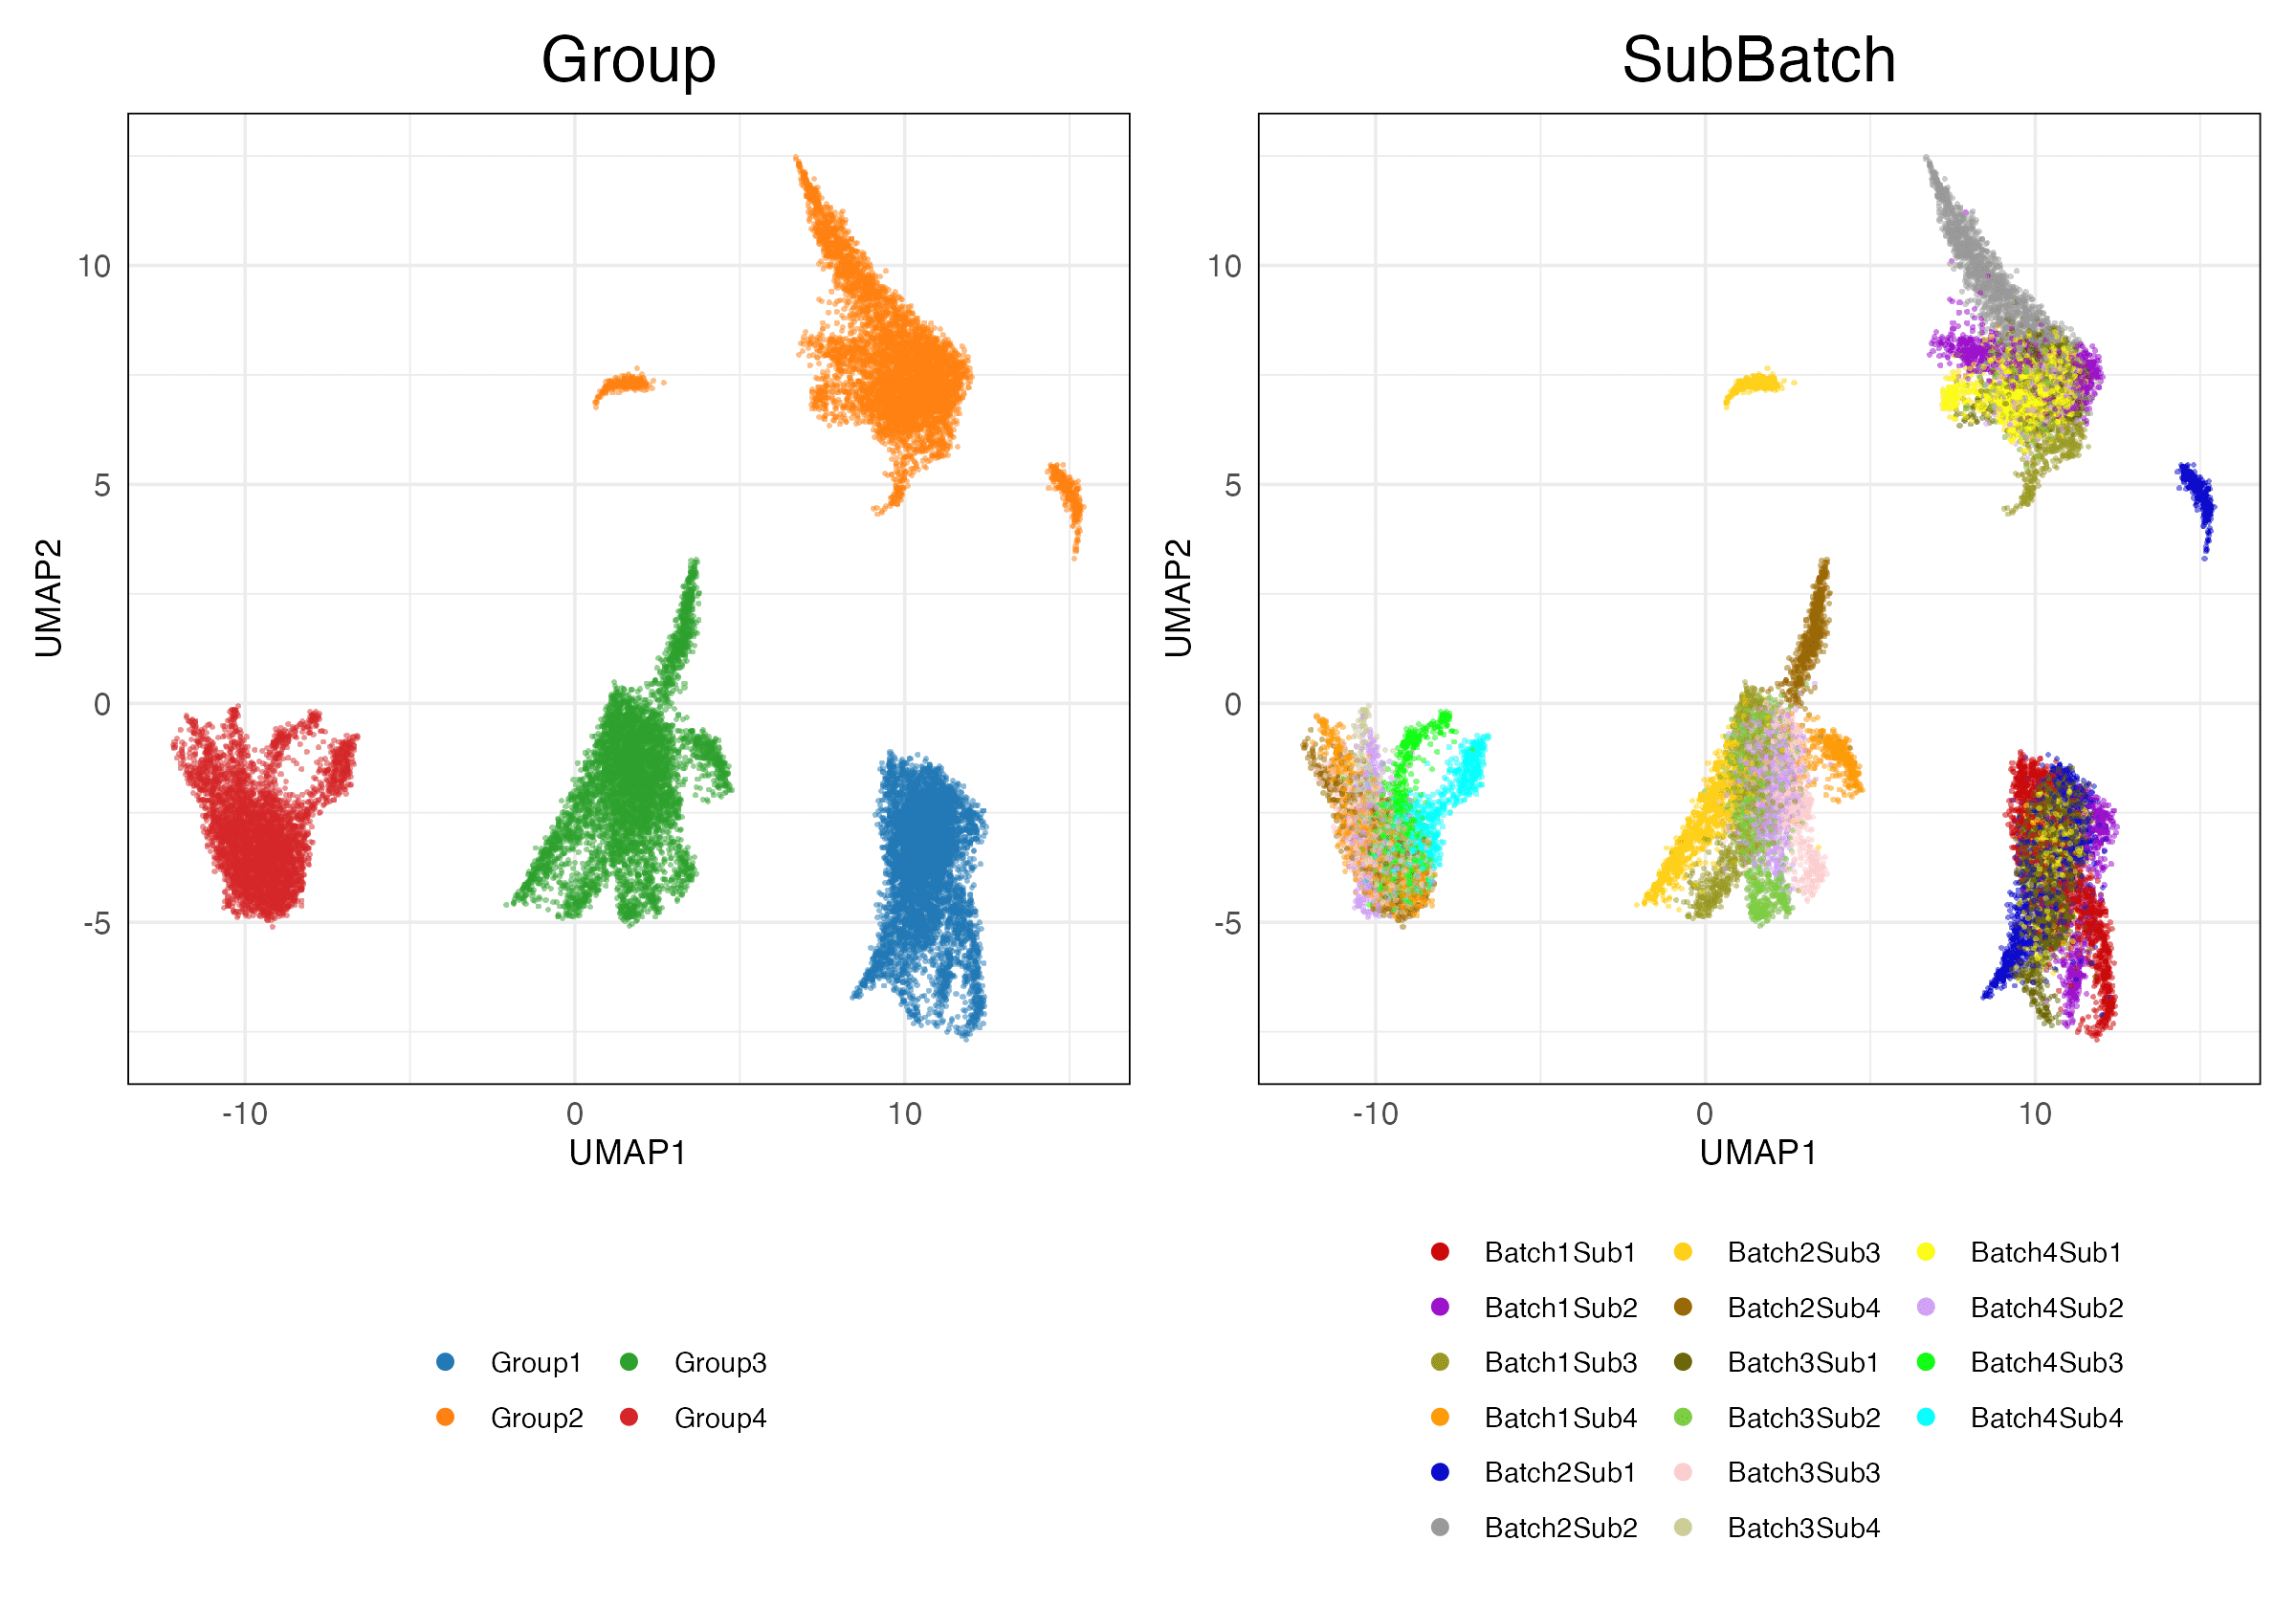 Group
SubBatch
10
5
0
-5
UMAP2
-10
0
10
UMAP1
10
5
0
-5
UMAP2
-10
0
10
UMAP1
Group1
Group3
Group2
Group4
Batch1Sub1
Batch2Sub3
Batch4Sub1
Batch1Sub2
Batch2Sub4
Batch4Sub2
Batch1Sub3
Batch3Sub1
Batch4Sub3
Batch1Sub4
Batch3Sub2
Batch4Sub4
Batch2Sub1
Batch3Sub3
Batch2Sub2
Batch3Sub4